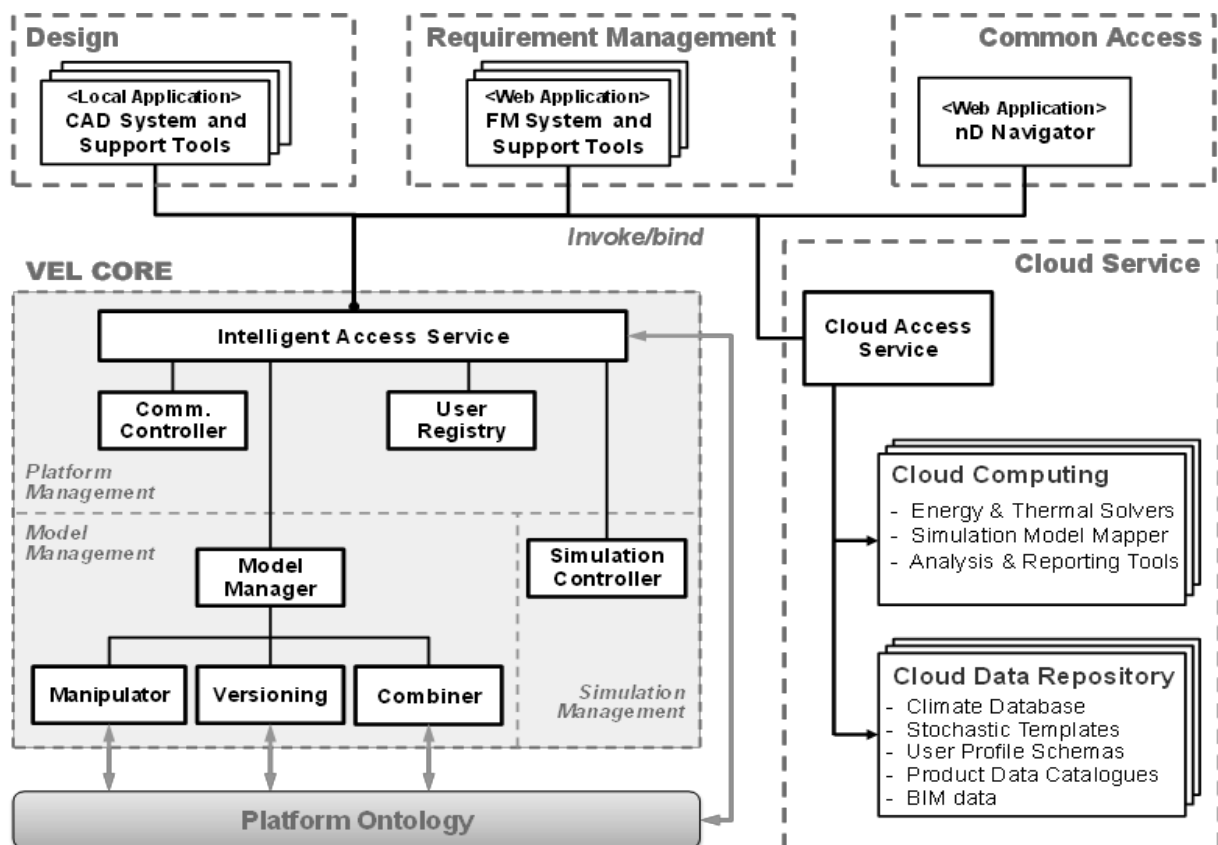 Design
<Local Application>
CAD System and
Support Tools
Requirement Management
<Web Application>
FM System and
Support Tools
Common Access
<Web Application>
nD Navigator
Invoke/bind
VEL CORE
Intelligent Access Service
Comm.
Controller
User
Registry
Platform
Management
Model
Management
Model
Manager
Simulation
Controller
Manipulator
Versioning
Combiner
Simulation
Management
Platform Ontology
Cloud Service
Cloud Access
Service
Cloud Computing
- Energy & Thermal Solvers
- Simulation Model Mapper
- Analysis & Reporting Tools
Cloud Data Repository
- Climate Database
- Stochastic Templates
- User Profile Schemas
- Product Data Catalogues
- BIM data